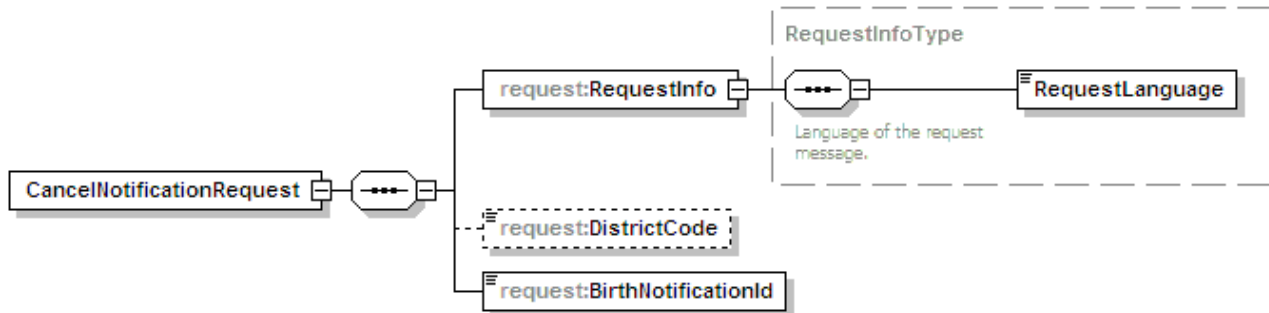 RequestInfoType
request:RequestInfo
RequestLanguage
Language of the request
message.
CancelNotificationRequest
request:DistrictCode
request:BirthNotificationId